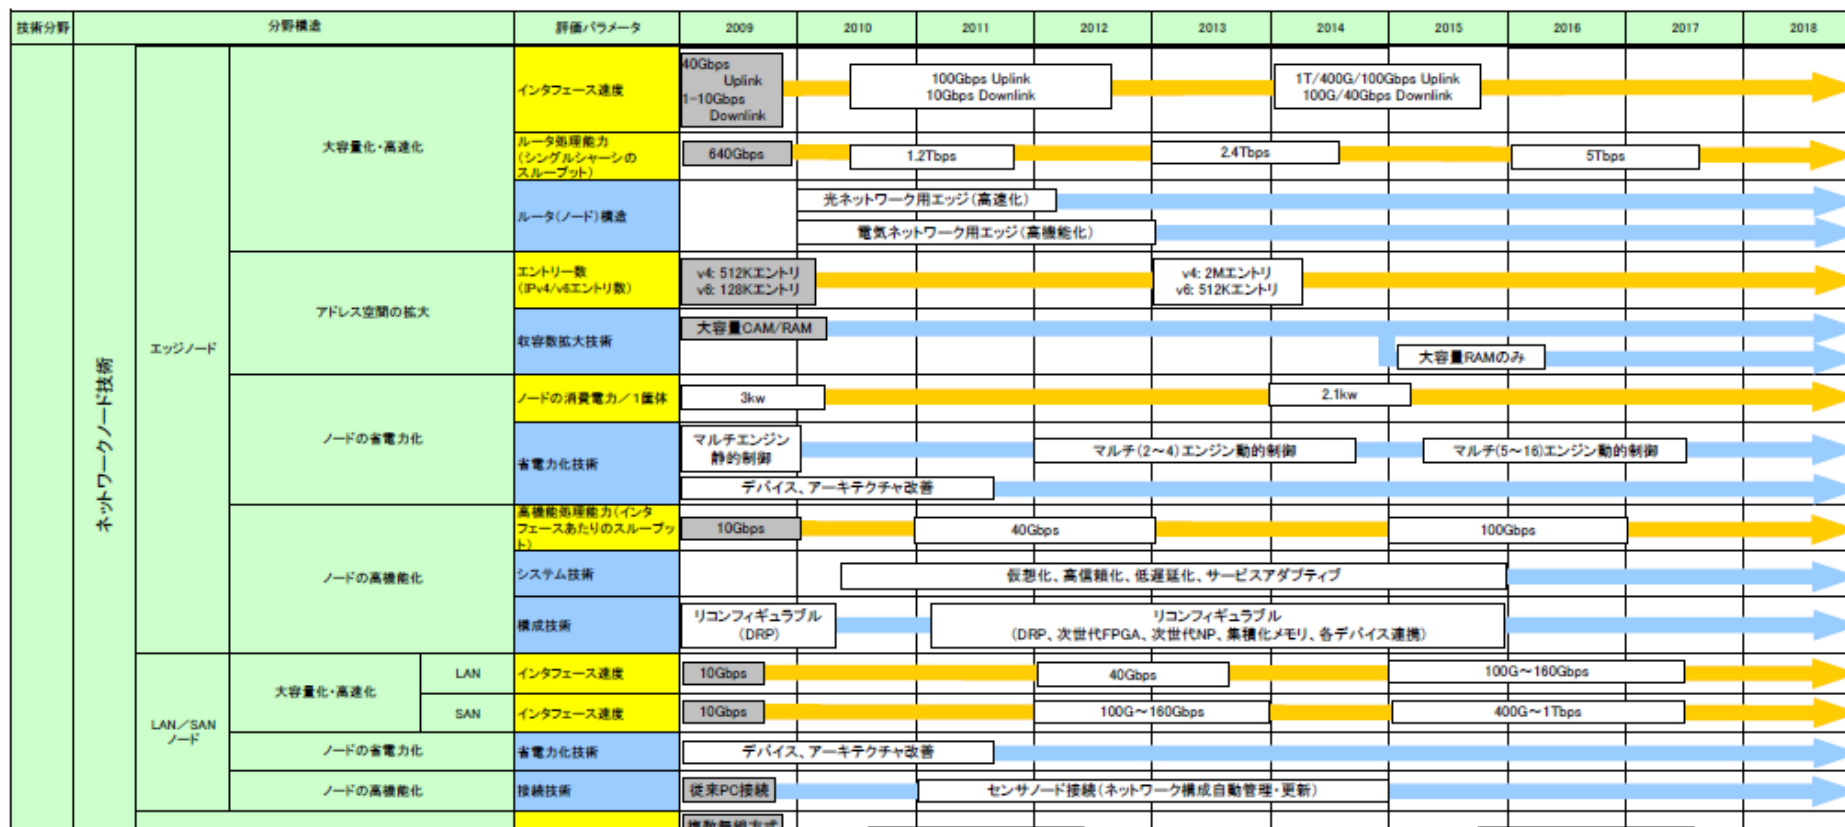 技術分野
分野構造
評価パラメータ
2009
2010
2011
2012
2013
2014
2015
2016
2017
2018
ネットワークノード技術
エッジノード
大容量化・高速化
インタフェース速度
40Gbps
Uplink
1-10Gbps
Downlink
100Gbps Uplink
10Gbps Downlink
1T/400G/100Gbps Uplink
100G/40Gbps Downlink
ルータ処理能力
(シングルシャーシの
スループット)
640Gbps
1.2Tbps
2.4Tbps
5Tbps
ルータ(ノード)構造
光ネットワーク用エッジ(高速化)
電気ネットワーク用エッジ(高機能化)
アドレス空間の拡大
エントリー数
(IPv4/v6エントリ数)
v4: 512Kエントリ
v6: 128Kエントリ
v4: 2Mエントリ
v6: 512Kエントリ
収容数拡大技術
大容量CAM/RAM
大容量RAMのみ
ノードの省電力化
ノードの消費電力/1筐体
3kw
2.1kw
省電力化技術
マルチエンジン
静的制御
マルチ(2～4)エンジン動的制御
マルチ(5～16)エンジン動的制御
デバイス、アーキテクチャ改善
ノードの高機能化
高機能処理能力(インタ
フェースあたりのスループッ
ト)
10Gbps
40Gbps
100Gbps
システム技術
仮想化、高信頼化、低遅延化、サービスアダプティブ
構成技術
リコンフィギュラブル
(DRP)
リコンフィギュラブル
(DRP、次世代FPGA、次世代NP、集積化メモリ、各デバイス連携)
LAN/SAN
ノード
大容量化・高速化
LAN
インタフェース速度
10Gbps
40Gbps
100G～160Gbps
SAN
インタフェース速度
10Gbps
100G～160Gbps
400G～1Tbps
ノードの省電力化
省電力化技術
デバイス、アーキテクチャ改善
ノードの高機能化
接続技術
従来PC接続
センサノード接続(ネットワーク構成自動管理・更新)
複数無線方式